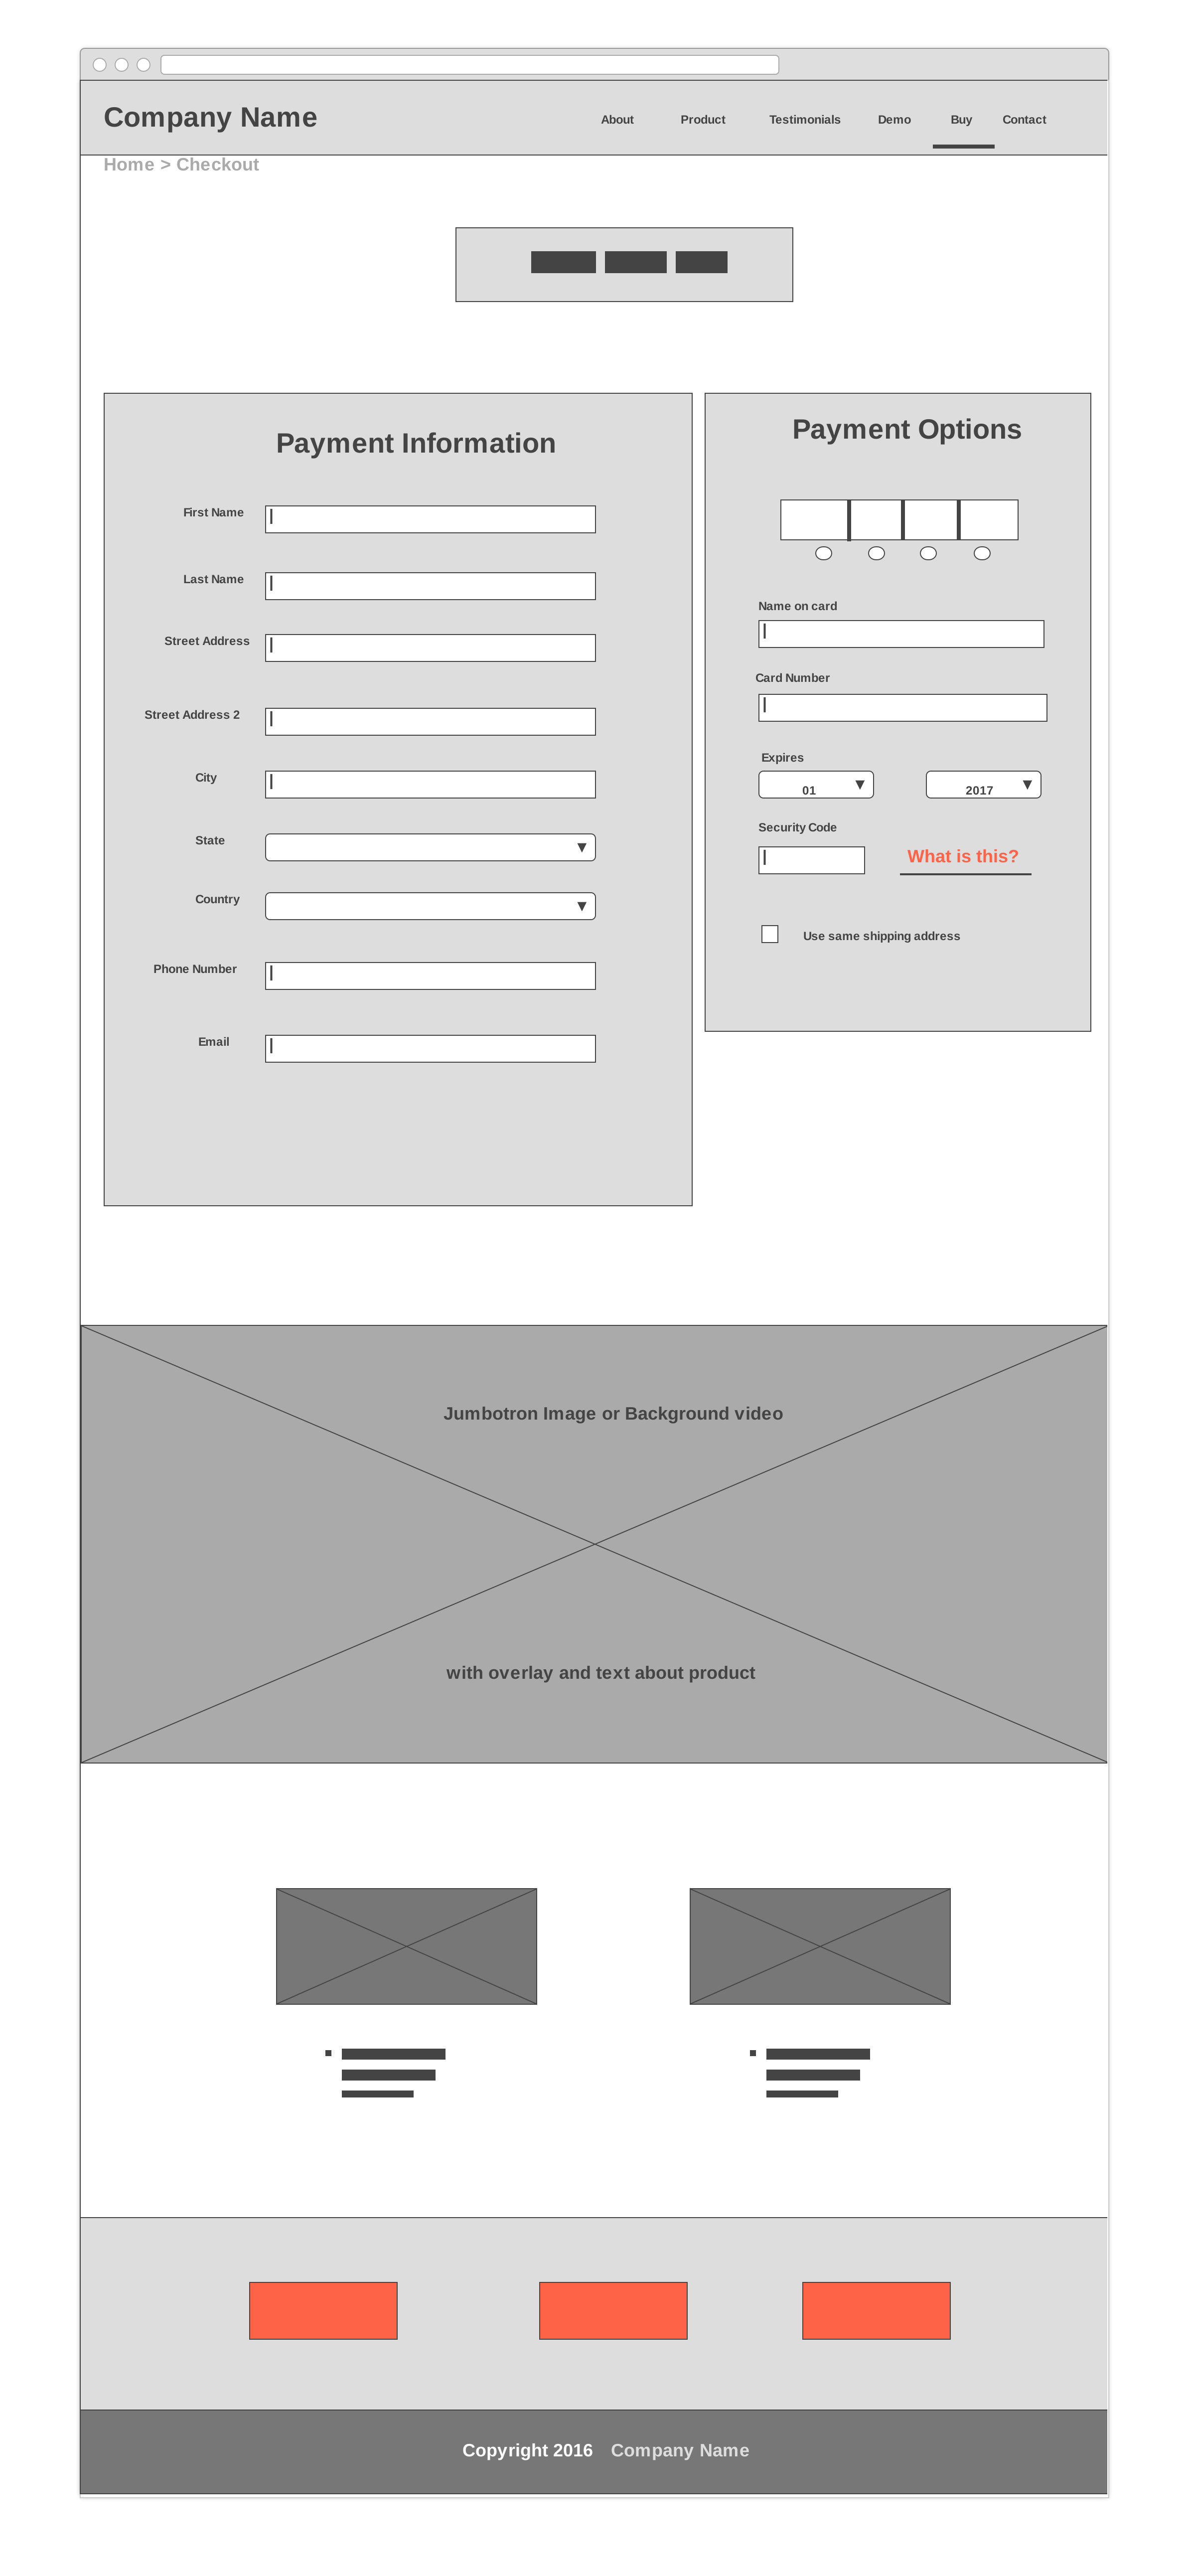 Company Name
About Product Testimonials Demo Buy Contact
Home > Checkout
Payment Information
First Name
Last Name
Street Address
Street Address 2
City
State
Country
Phone Number
Email
Payment Options
Name on card
Card Number
Expires
01 2017
Security Code
What is this?
Use same shipping address
Jumbotron Image or Background video
with overlay and text about product
Copyright 2016 Company Name